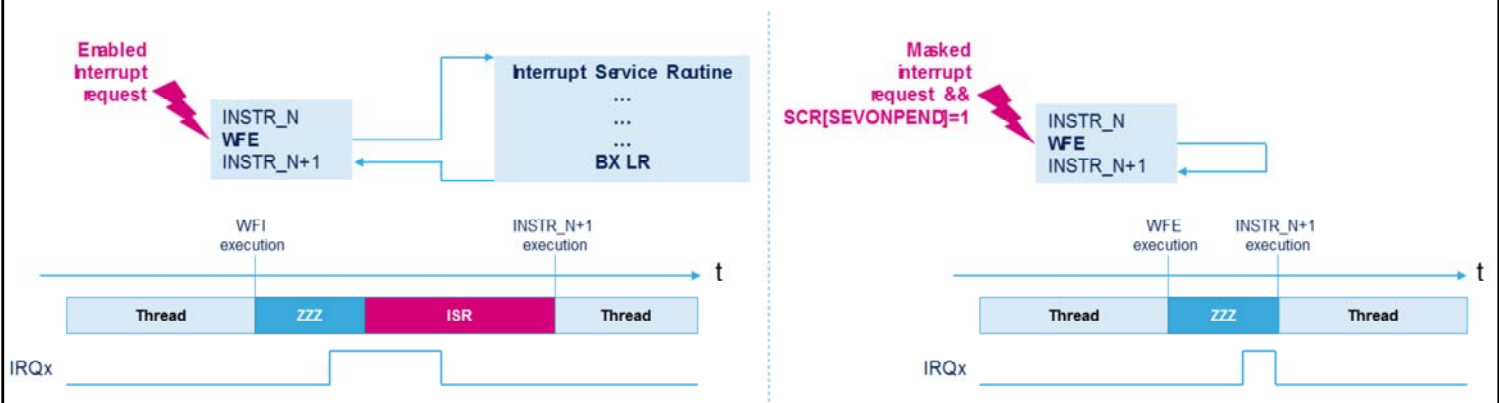 Enabled
Interrupt
request
INSTR_N
WFE
INSTR_N+1
Interrupt Service Routine
...
...
...
BX LR
WFI
execution
INSTR_N+1
execution
t
Thread
ZZZ
ISR
Thread
IRQx
Masked
interrupt
request &&
SCR[SEVONPEND]=1
INSTR_N
WFE
INSTR_N+1
WFE
execution
INSTR_N+1
execution
t
Thread
ZZZ
Thread
IRQx